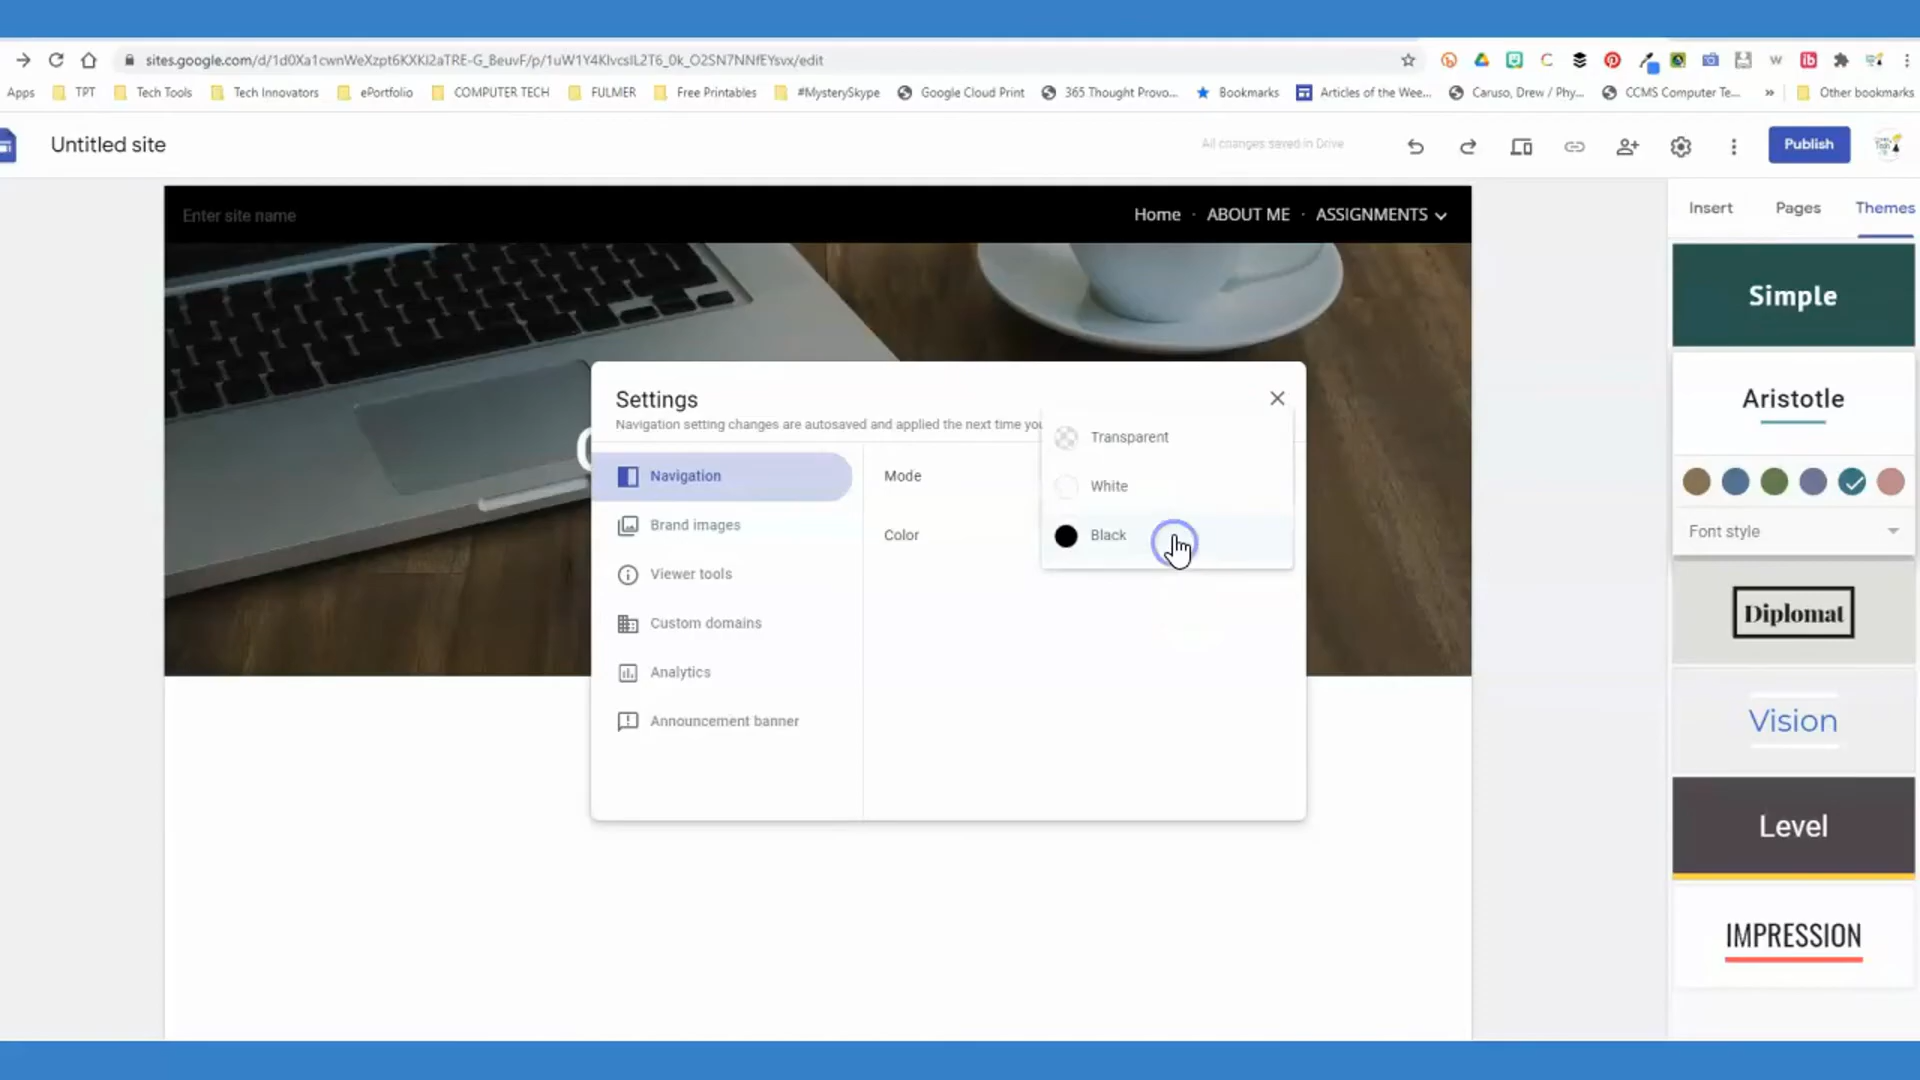 sites.google.com/d/1d0Xa1cwnWeXzpt6KXKI2aTRE-G_BeuvF/p/1uW1Y4KlvcsIL2T6_0k_O2SN7NNfEYsvx/edit
Apps TPT Tech Tools Tech Innovators ePortfolio COMPUTER TECH FULMER Free Printables #MysterySkype Google Cloud Print 365 Thought Provo... Bookmarks Articles of the Wee... Caruso, Drew / Phy... CCMS Computer Te... » Other bookmarks
Untitled site
All changes saved in Drive
Publish
Enter site name
Home · ABOUT ME · ASSIGNMENTS
Insert Pages Themes
Simple
Aristotle
Font style
Diplomat
Vision
Level
IMPRESSION
Settings
Navigation setting changes are autosaved and applied the next time you
Navigation
Brand images
Viewer tools
Custom domains
Analytics
Announcement banner
Mode
Color
Transparent
White
Black